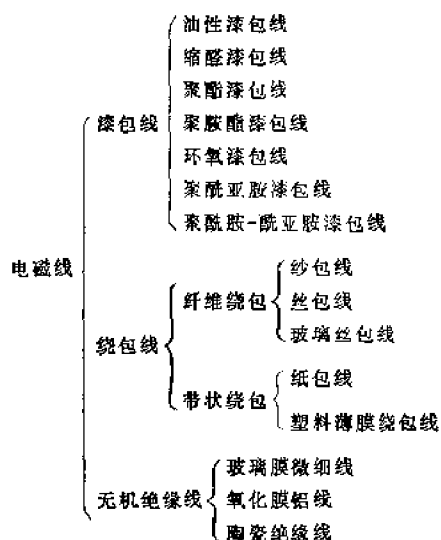 油性漆包线
缩醛漆包线
聚酯漆包线
漆包线
聚胺酯漆包线
环氧漆包线
聚酰亚胺漆包线
聚酰胺-酰亚胺漆包线
电磁线
纱包线
纤维绕包
丝包线
玻璃丝包线
绕包线
纸包线
带状绕包
塑料薄膜绕包线
玻璃膜微细线
无机绝缘线
氧化膜铝线
陶瓷绝缘线